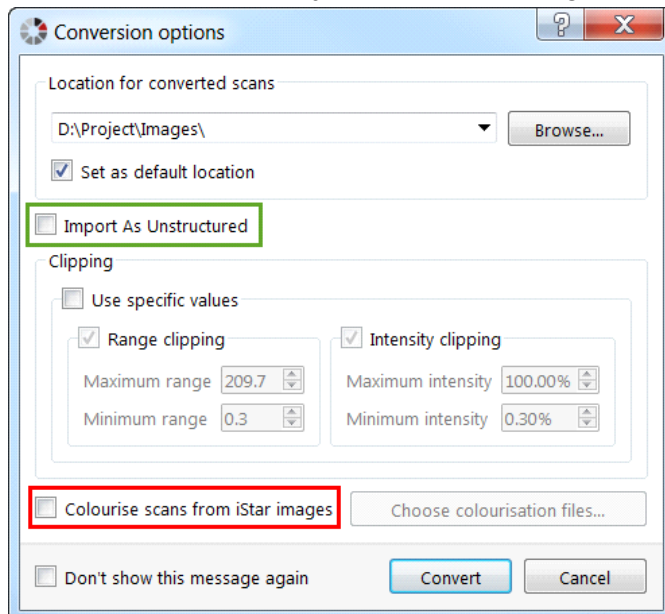 Conversion options
?
X
Location for converted scans
D:\Project\Images\
Browse...
Set as default location
Import As Unstructured
Clipping
Use specific values
Range clipping
Intensity clipping
Maximum range 209.7
Maximum intensity 100.00%
Minimum range 0.3
Minimum intensity 0.30%
Colourise scans from iStar images
Choose colourisation files...
Don't show this message again
Convert
Cancel